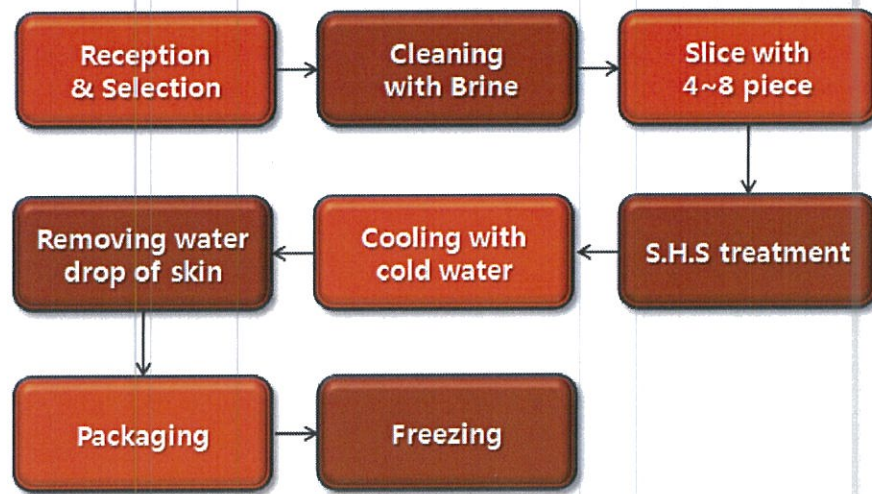 Reception
& Selection
Cleaning
with Brine
Slice with
4~8 piece
S.H.S treatment
Cooling with
cold water
Removing water
drop of skin
Packaging
Freezing